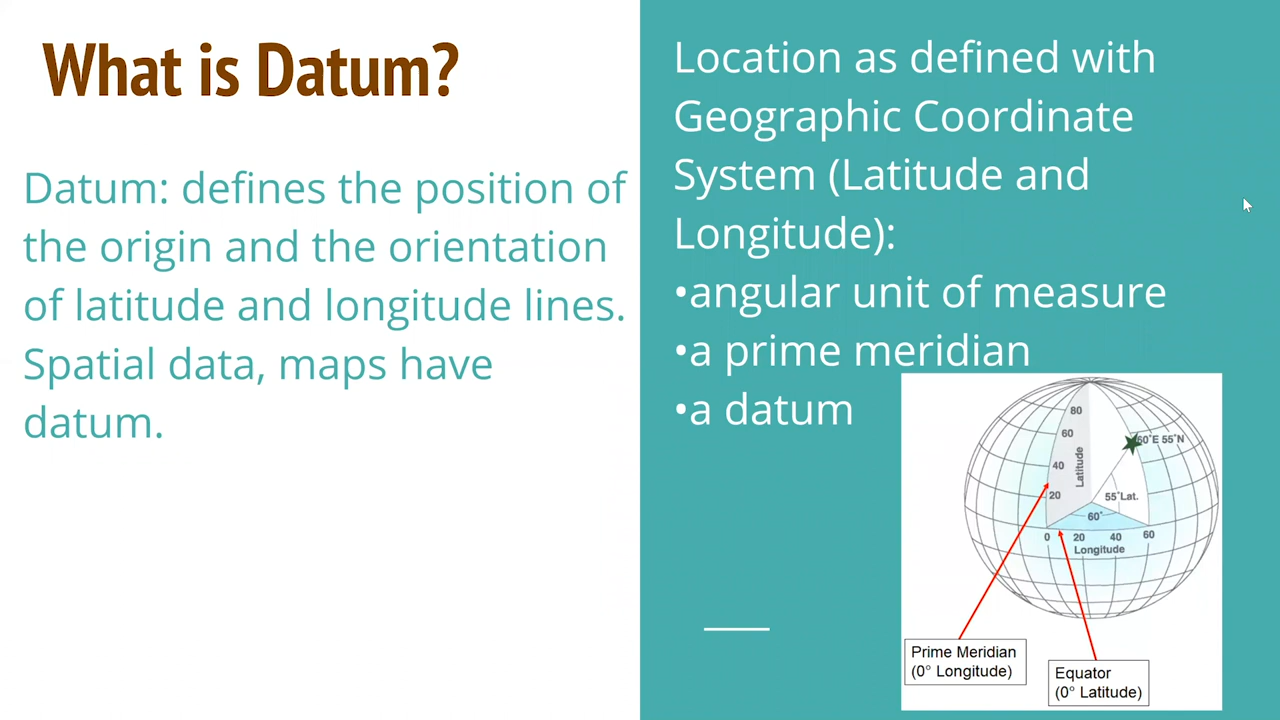 What is Datum?
Datum: defines the position of
the origin and the orientation
of latitude and longitude lines.
Spatial data, maps have
datum.
Location as defined with
Geographic Coordinate
System (Latitude and
Longitude):
•angular unit of measure
•a prime meridian
•a datum
80
60
40
20
Latitude
60°E 55°N
55°Lat.
60°
0 20 40 60
Longitude
Prime Meridian
(0° Longitude)
Equator
(0° Latitude)